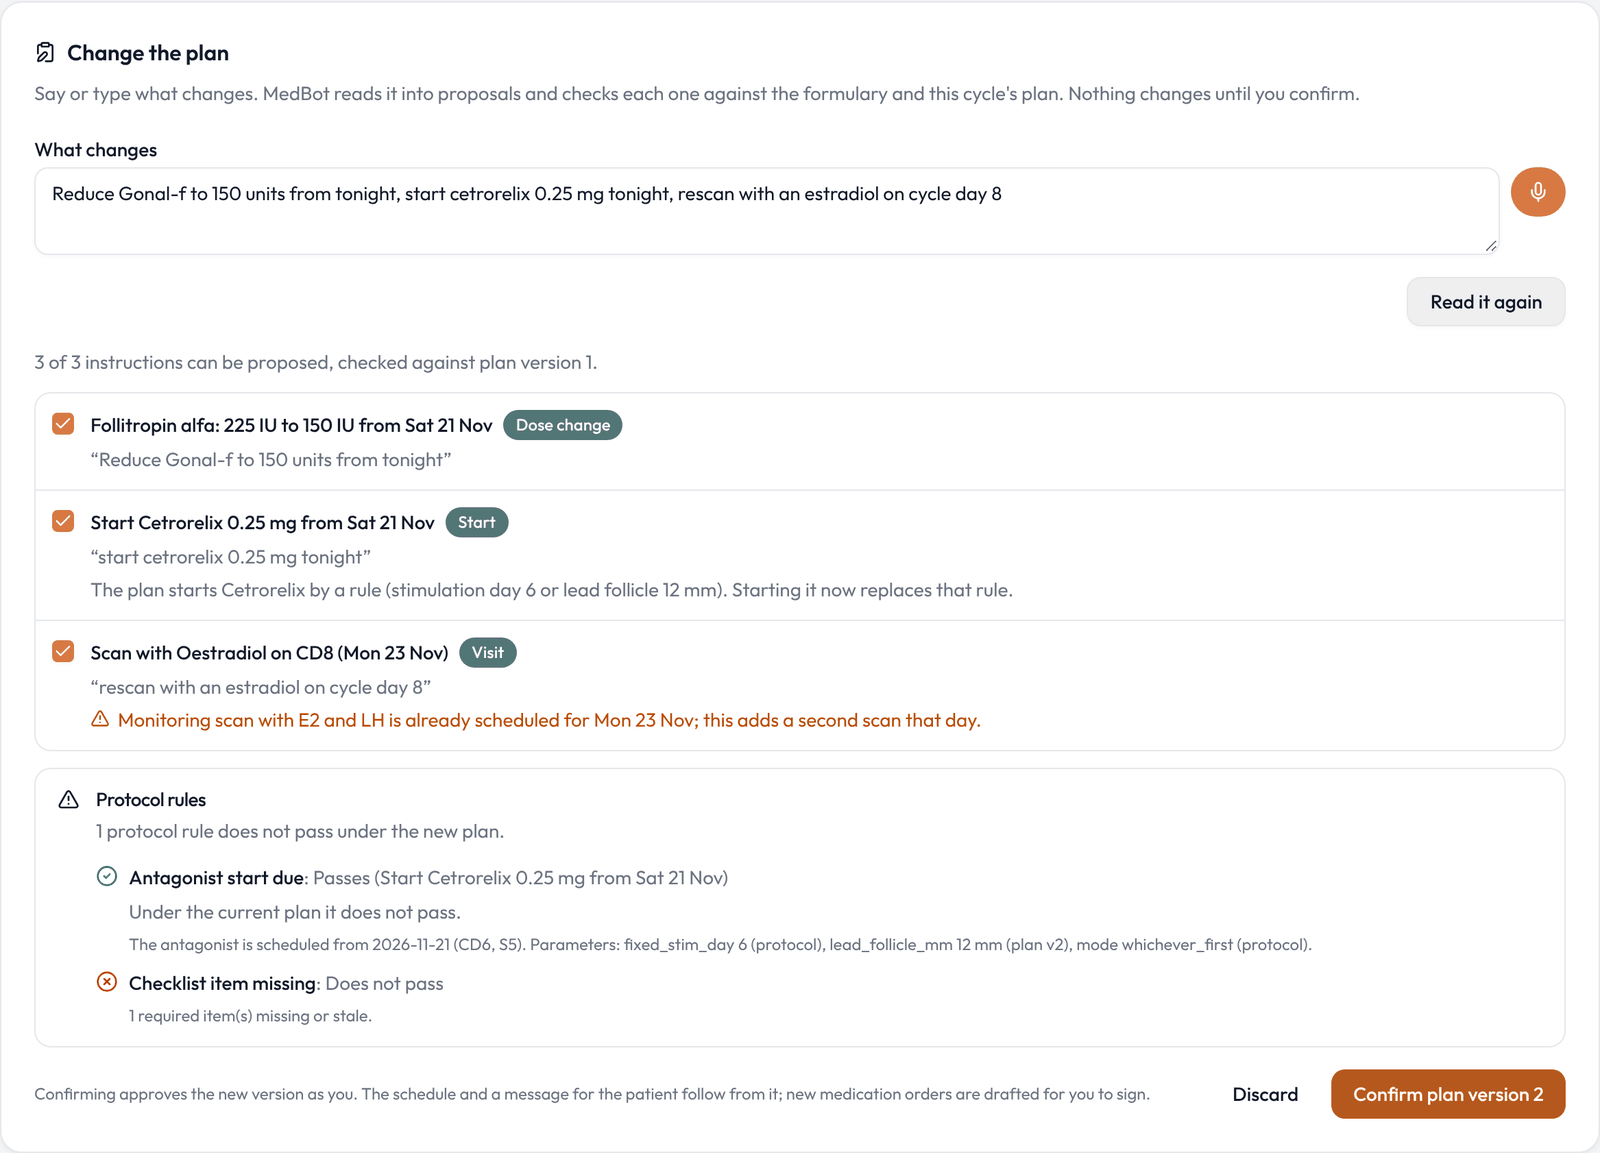 Change the plan
Say or type what changes. MedBot reads it into proposals and checks each one against the formulary and this cycle's plan. Nothing changes until you confirm.
What changes
Reduce Gonal-f to 150 units from tonight, start cetrorelix 0.25 mg tonight, rescan with an estradiol on cycle day 8
Read it again
3 of 3 instructions can be proposed, checked against plan version 1.
Follitropin alfa: 225 IU to 150 IU from Sat 21 Nov Dose change
“Reduce Gonal-f to 150 units from tonight”
Start Cetrorelix 0.25 mg from Sat 21 Nov Start
“start cetrorelix 0.25 mg tonight”
The plan starts Cetrorelix by a rule (stimulation day 6 or lead follicle 12 mm). Starting it now replaces that rule.
Scan with Oestradiol on CD8 (Mon 23 Nov) Visit
“rescan with an estradiol on cycle day 8”
Monitoring scan with E2 and LH is already scheduled for Mon 23 Nov; this adds a second scan that day.
Protocol rules
1 protocol rule does not pass under the new plan.
Antagonist start due: Passes (Start Cetrorelix 0.25 mg from Sat 21 Nov)
Under the current plan it does not pass.
The antagonist is scheduled from 2026-11-21 (CD6, S5). Parameters: fixed_stim_day 6 (protocol), lead_follicle_mm 12 mm (plan v2), mode whichever_first (protocol).
Checklist item missing: Does not pass
1 required item(s) missing or stale.
Confirming approves the new version as you. The schedule and a message for the patient follow from it; new medication orders are drafted for you to sign.
Discard
Confirm plan version 2